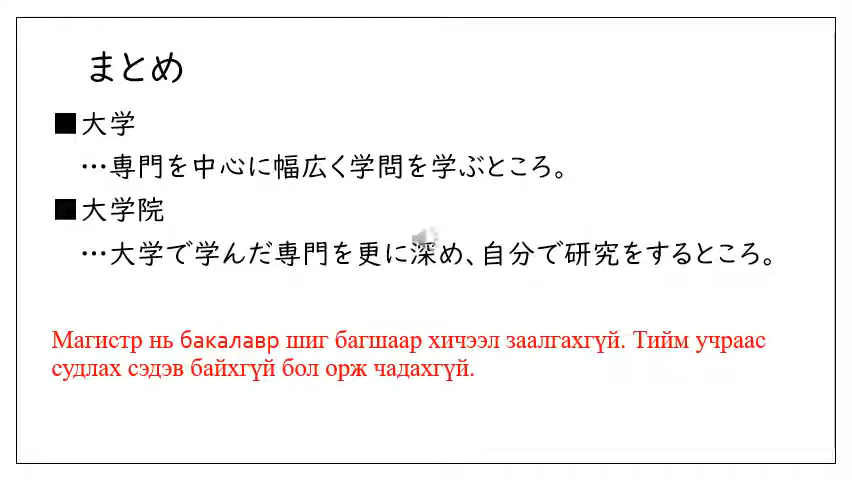 まとめ
■大学
…専門を中心に幅広く学問を学ぶところ。
■大学院
…大学で学んだ専門を更に深め、自分で研究をするところ。
Магистр нь бакалавр шиг багшаар хичээл заалгахгүй. Тийм учраас
судлах сэдэв байхгүй бол орж чадахгүй.